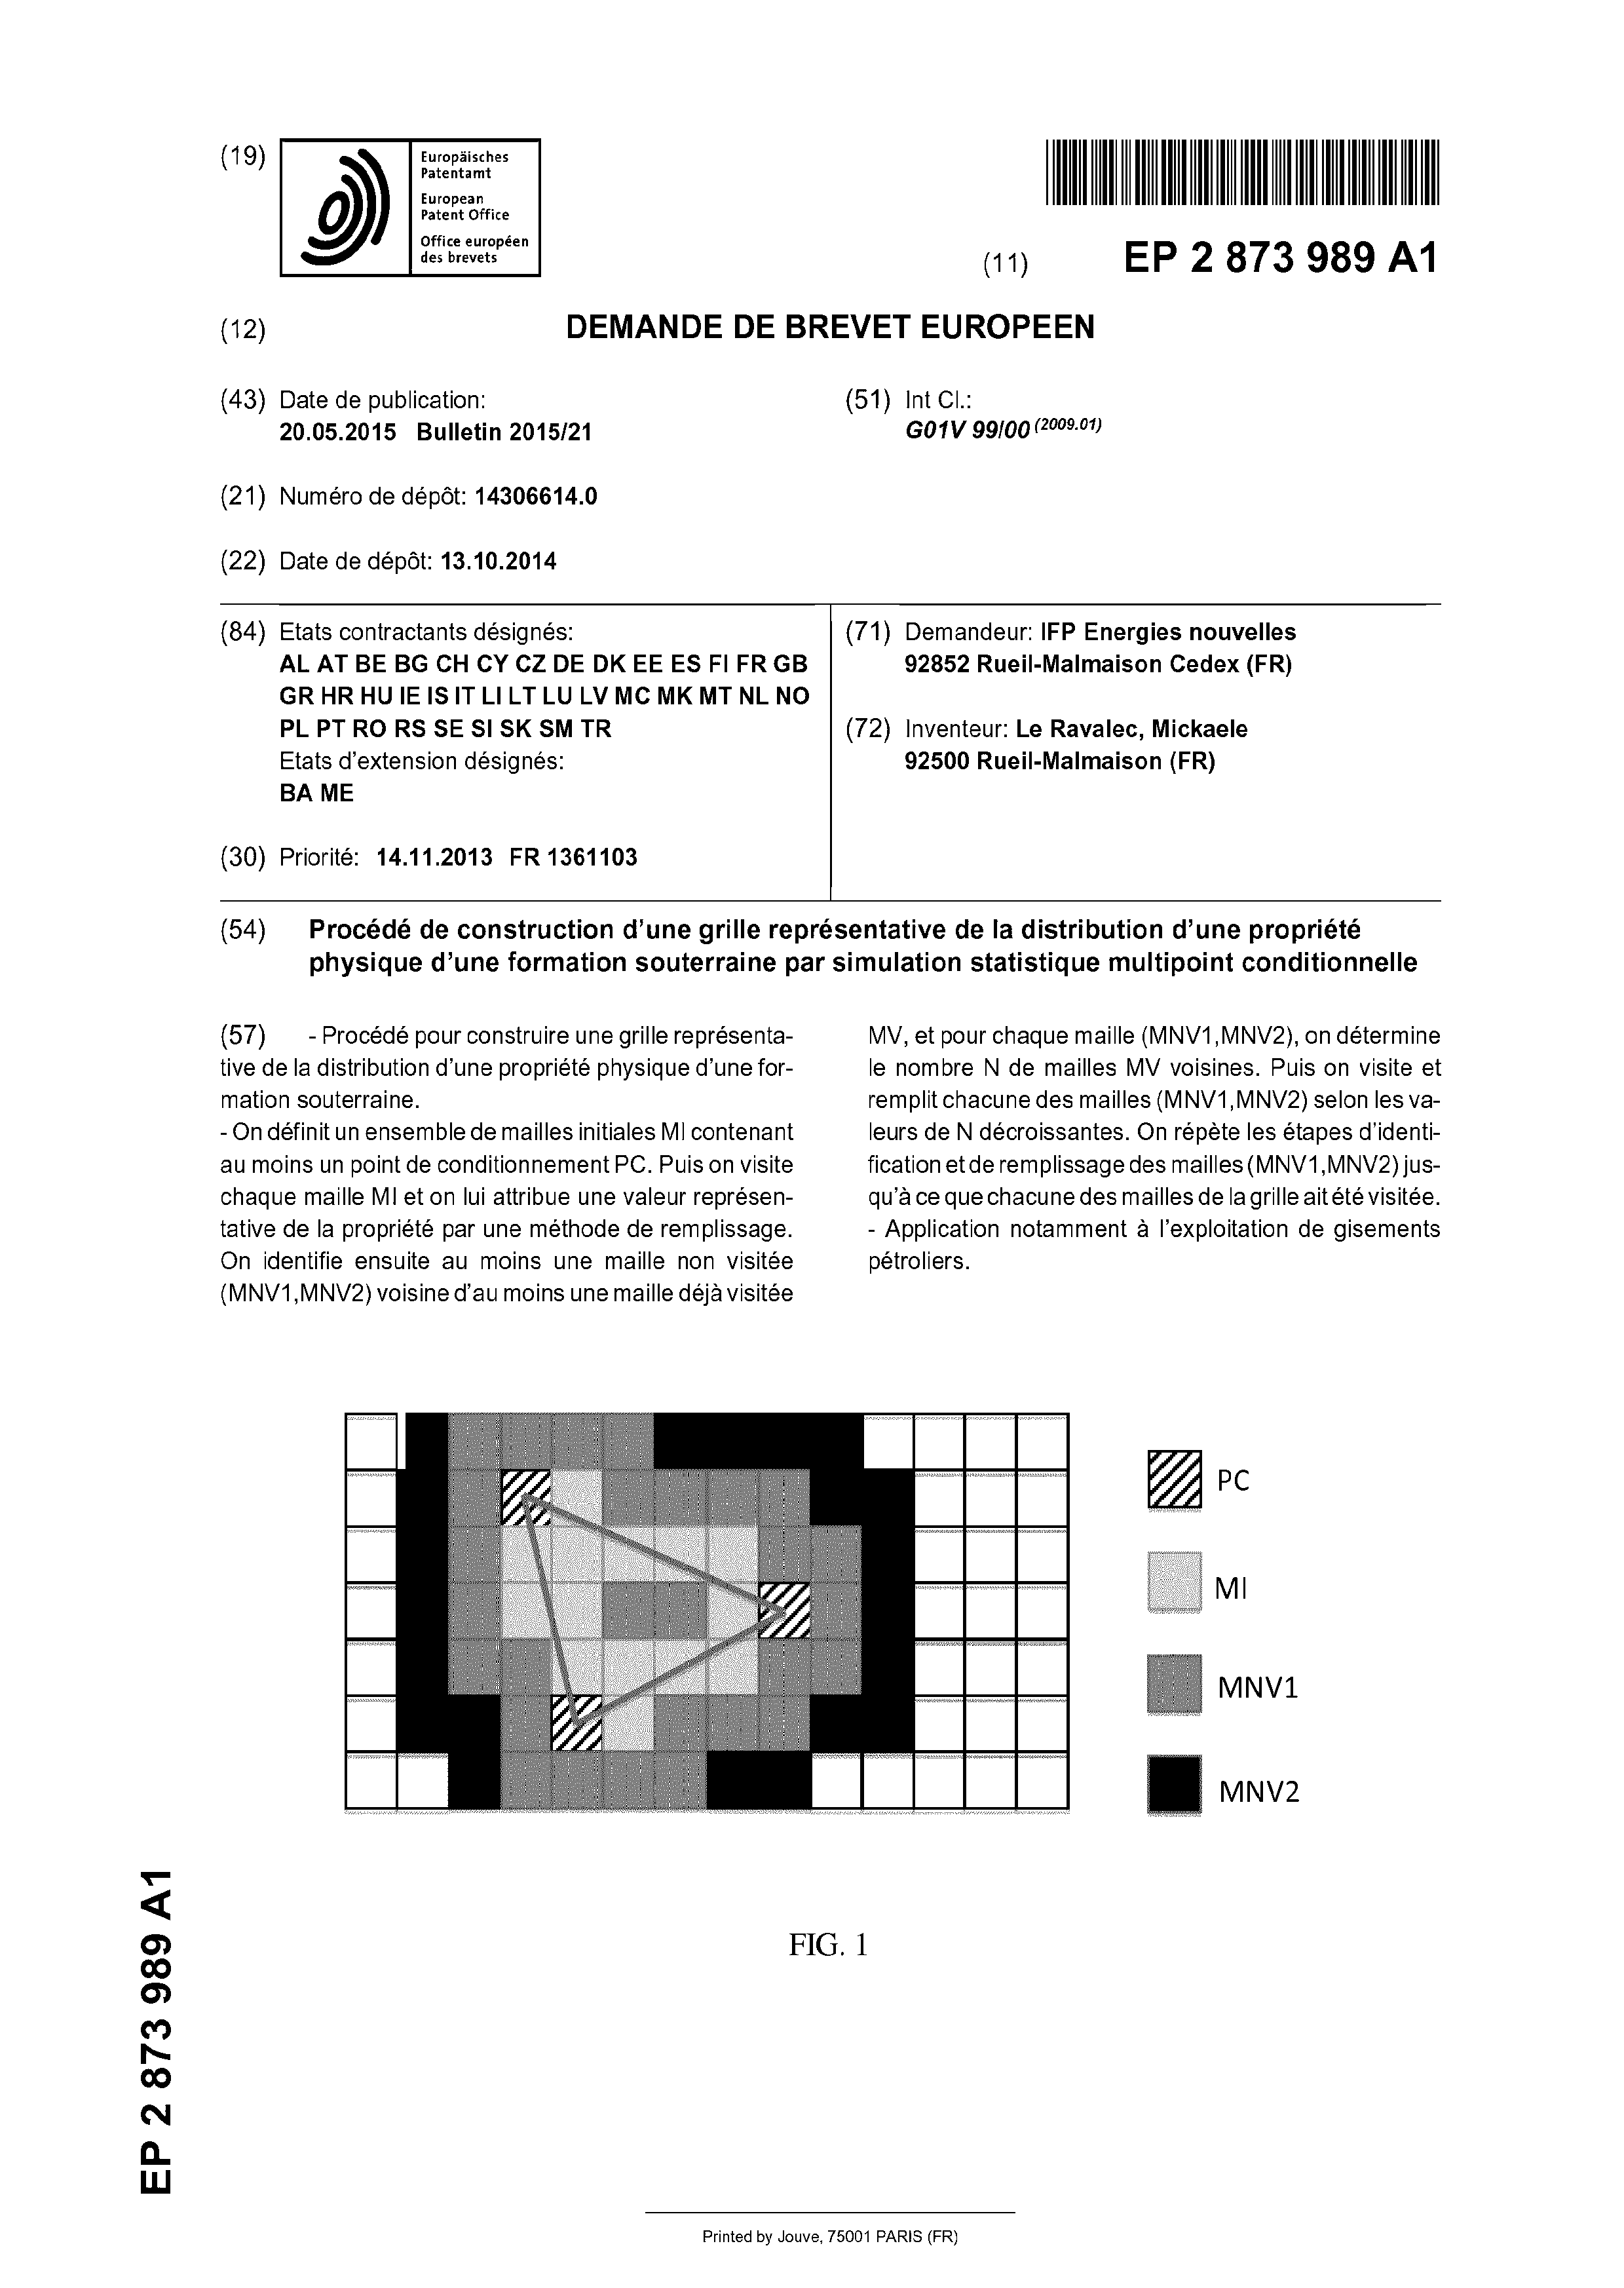 (19)
Europäisches
Patentamt
European
Patent Office
Office européen
des brevets
(11) EP 2 873 989 A1
(12) DEMANDE DE BREVET EUROPEEN
(43) Date de publication:
20.05.2015 Bulletin 2015/21
(51) Int Cl.:
G01V 99/00 (2009.01)
(21) Numéro de dépôt: 14306614.0
(22) Date de dépôt: 13.10.2014
(84) Etats contractants désignés:
AL AT BE BG CH CY CZ DE DK EE ES FI FR GB
GR HR HU IE IS IT LI LT LU LV MC MK MT NL NO
PL PT RO RS SE SI SK SM TR
Etats d'extension désignés:
BA ME
(30) Priorité: 14.11.2013 FR 1361103
(71) Demandeur: IFP Energies nouvelles
92852 Rueil-Malmaison Cedex (FR)
(72) Inventeur: Le Ravalec, Mickaele
92500 Rueil-Malmaison (FR)
(54) Procédé de construction d'une grille représentative de la distribution d'une propriété
physique d'une formation souterraine par simulation statistique multipoint conditionnelle
(57) - Procédé pour construire une grille représenta-
tive de la distribution d'une propriété physique d'une for-
mation souterraine.
- On définit un ensemble de mailles initiales MI contenant
au moins un point de conditionnement PC. Puis on visite
chaque maille MI et on lui attribue une valeur représen-
tative de la propriété par une méthode de remplissage.
On identifie ensuite au moins une maille non visitée
(MNV1,MNV2) voisine d'au moins une maille déjà visitée
MV, et pour chaque maille (MNV1,MNV2), on détermine
le nombre N de mailles MV voisines. Puis on visite et
remplit chacune des mailles (MNV1,MNV2) selon les va-
leurs de N décroissantes. On répète les étapes d'identi-
fication et de remplissage des mailles (MNV1,MNV2) jus-
qu'à ce que chacune des mailles de la grille ait été visitée.
- Application notamment à l'exploitation de gisements
pétroliers.
PC
MI
MNV1
MNV2
FIG. 1
EP 2 873 989 A1
Printed by Jouve, 75001 PARIS (FR)